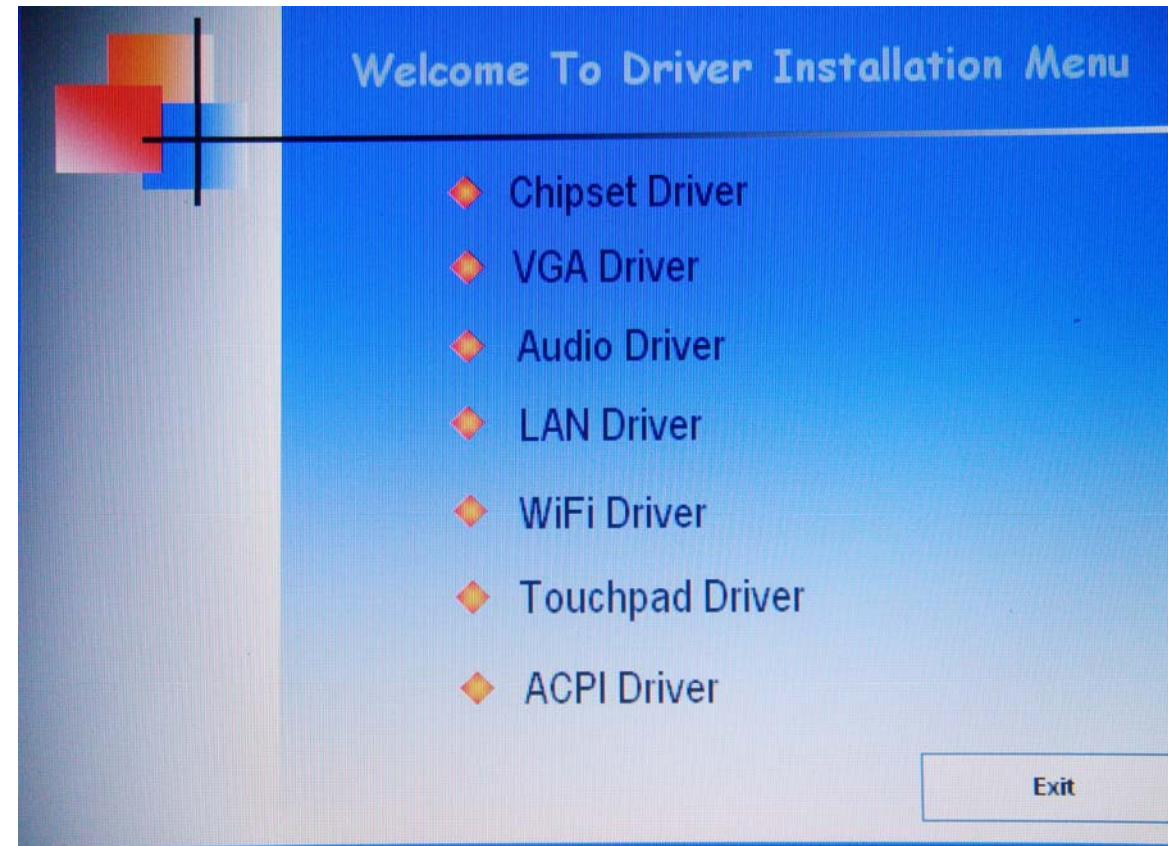 Welcome To Driver Installation Menu
Chipset Driver
VGA Driver
Audio Driver
LAN Driver
WiFi Driver
Touchpad Driver
ACPI Driver
Exit